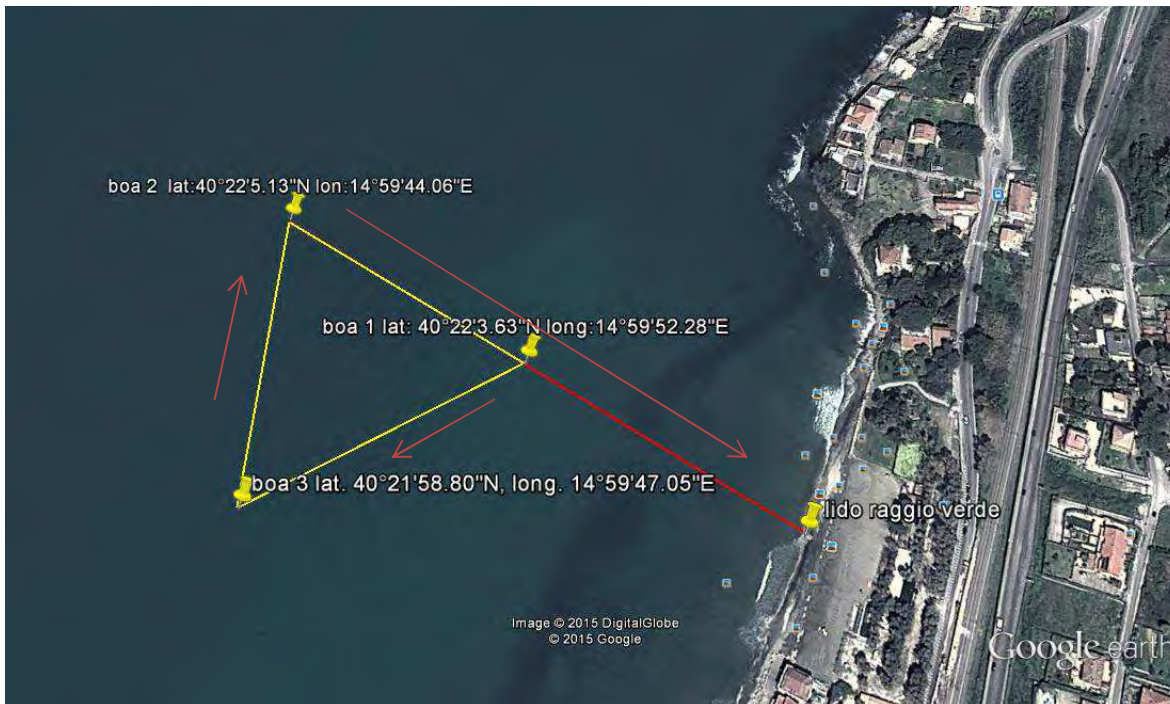 boa 2 lat:40°22'5.13"N lon:14°59'44.06"E
boa 1 lat: 40°22'3.63"N long:14°59'52.28"E
boa 3 lat. 40°21'58.80"N, long. 14°59'47.05"E
lido raggio verde
Image © 2015 DigitalGlobe
© 2015 Google
Google earth